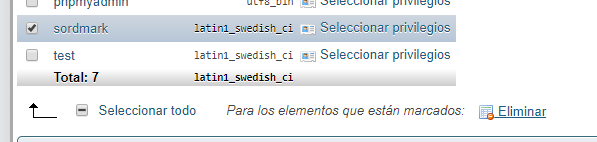 phpmyadmin utf8_bin Seleccionar privilegios
sordmark latin1_swedish_ci Seleccionar privilegios
test latin1_swedish_ci Seleccionar privilegios
Total: 7 latin1_swedish_ci
Seleccionar todo Para los elementos que están marcados: Eliminar